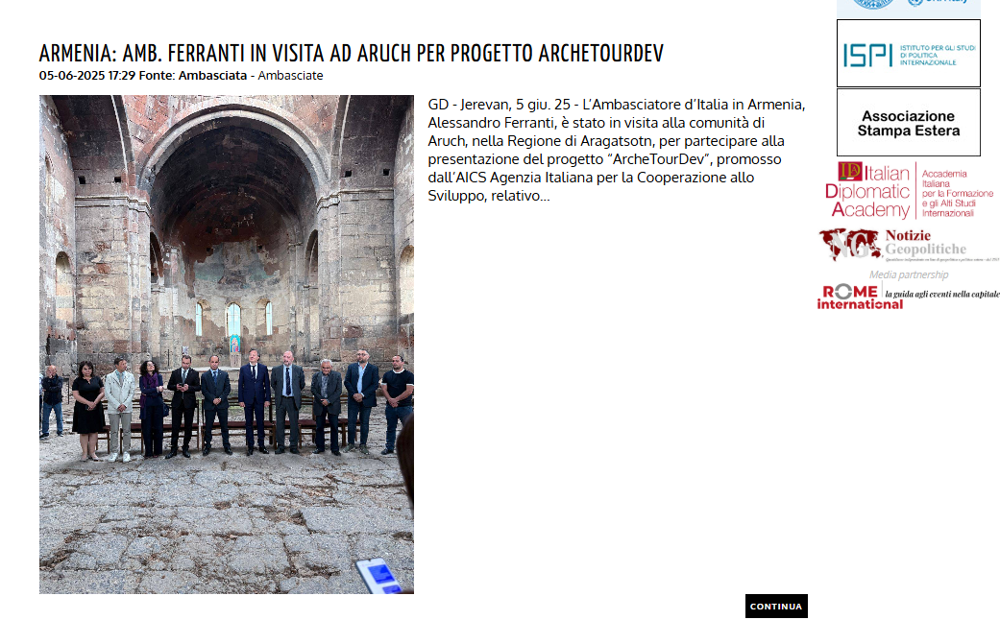 ARMENIA: AMB. FERRANTI IN VISITA AD ARUCH PER PROGETTO ARCHETOURDEV
05-06-2025 17:29 Fonte: Ambasciata - Ambasciate
GD - Jerevan, 5 giu. 25 - L’Ambasciatore d’Italia in Armenia,
Alessandro Ferranti, è stato in visita alla comunità di
Aruch, nella Regione di Aragatsotn, per partecipare alla
presentazione del progetto “ArcheTourDev”, promosso
dall’AICS Agenzia Italiana per la Cooperazione allo
Sviluppo, relativo...
CONTINUA
ISPI
ISTITUTO PER GLI STUDI
DI POLITICA
INTERNAZIONALE
Associazione
Stampa Estera
IDA
Italian
Diplomatic
Academy
Accademia
Italiana
per la Formazione
e gli Alti Studi
Internazionali
NG
Notizie
Geopolitiche
Media partnership
ROME
international
la guida agli eventi nella capitale